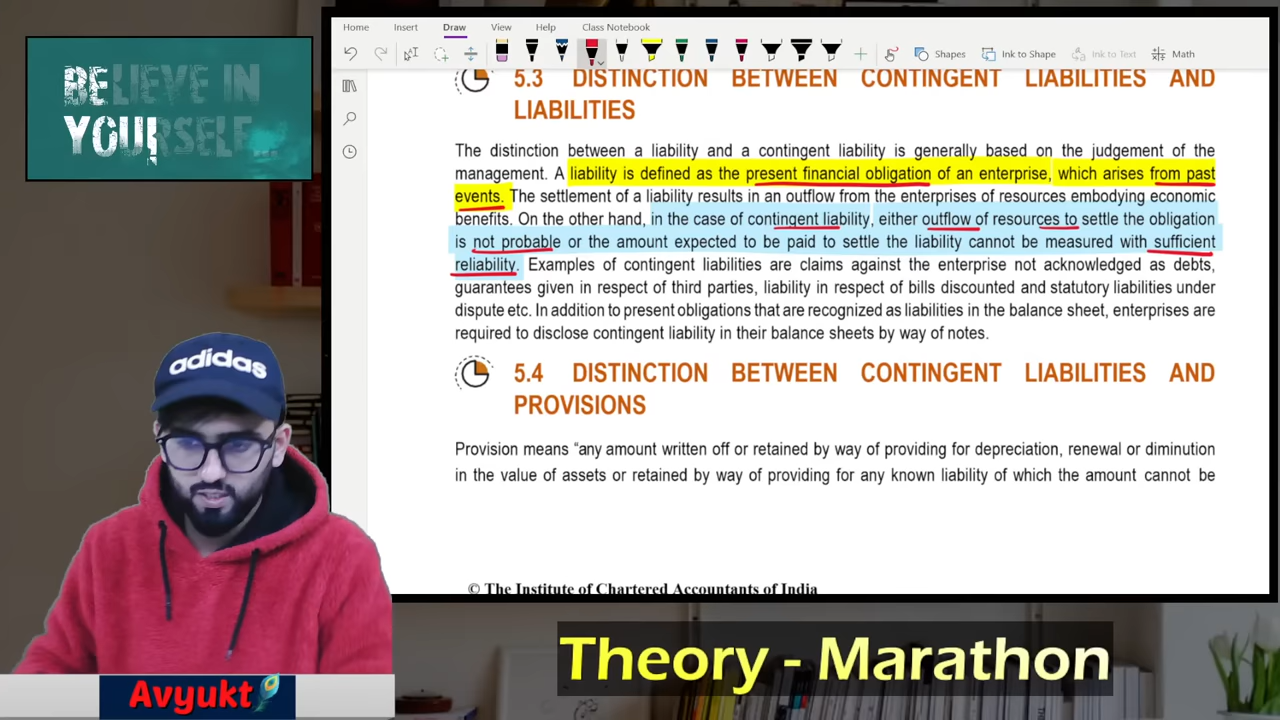 BELIEVE IN
YOURSELF...
Home Insert Draw View Help Class Notebook
Shapes Ink to Shape Ink to Text Math
5.3 DISTINCTION BETWEEN CONTINGENT LIABILITIES AND
LIABILITIES
The distinction between a liability and a contingent liability is generally based on the judgement of the
management. A liability is defined as the present financial obligation of an enterprise, which arises from past
events. The settlement of a liability results in an outflow from the enterprises of resources embodying economic
benefits. On the other hand, in the case of contingent liability, either outflow of resources to settle the obligation
is not probable or the amount expected to be paid to settle the liability cannot be measured with sufficient
reliability. Examples of contingent liabilities are claims against the enterprise not acknowledged as debts,
guarantees given in respect of third parties, liability in respect of bills discounted and statutory liabilities under
dispute etc. In addition to present obligations that are recognized as liabilities in the balance sheet, enterprises are
required to disclose contingent liability in their balance sheets by way of notes.
5.4 DISTINCTION BETWEEN CONTINGENT LIABILITIES AND
PROVISIONS
Provision means “any amount written off or retained by way of providing for depreciation, renewal or diminution
in the value of assets or retained by way of providing for any known liability of which the amount cannot be
© The Institute of Chartered Accountants of India
adidas
Avyukt
Theory - Marathon